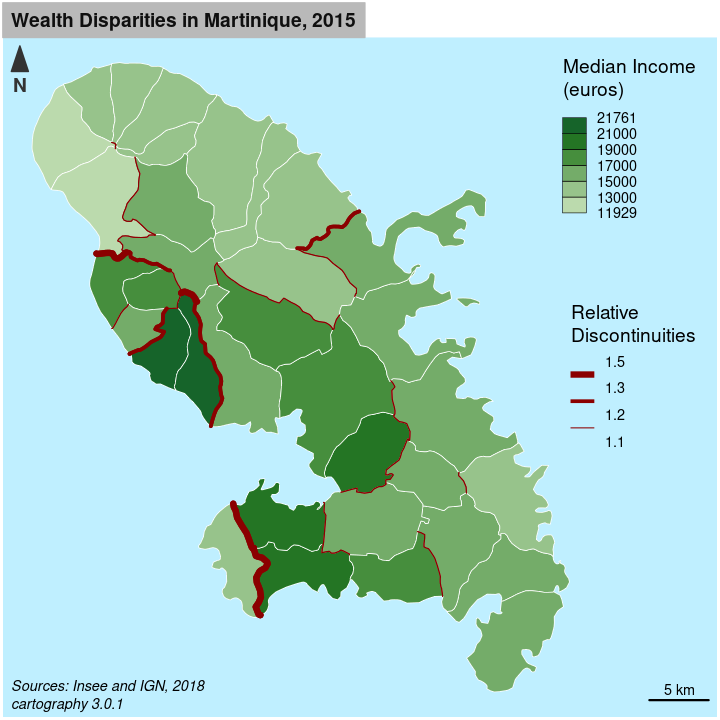 Wealth Disparities in Martinique, 2015
N
Median Income
(euros)
21761
21000
19000
17000
15000
13000
11929
Relative
Discontinuities
1.5
1.3
1.2
1.1
Sources: Insee and IGN, 2018
cartography 3.0.1
5 km